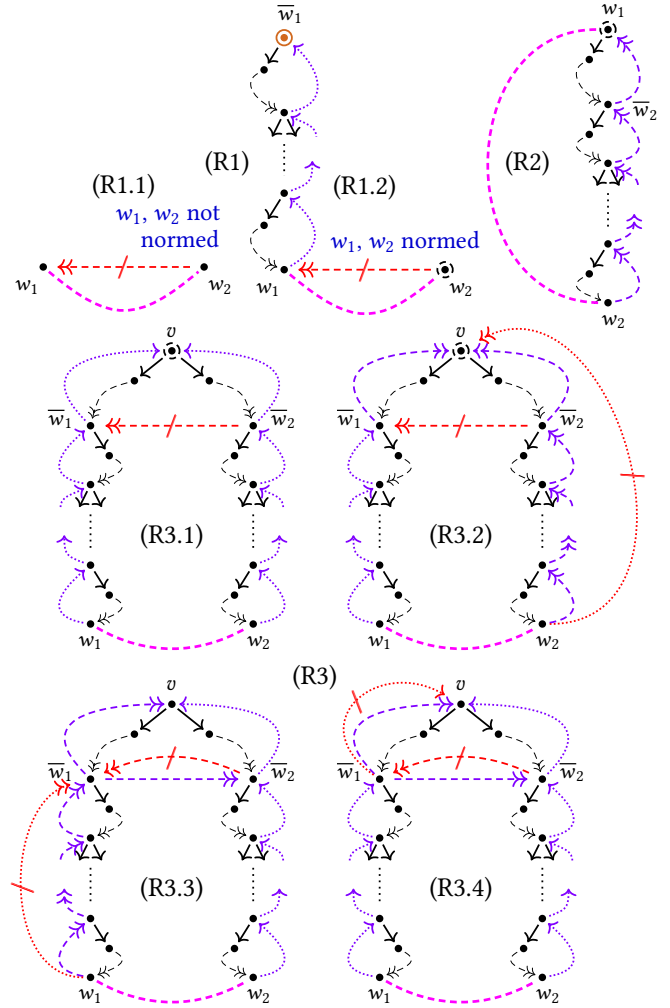 w̅₁
w₁
w̅₂
(R1)
(R2)
(R1.1)
(R1.2)
w₁, w₂ not
normed
w₁, w₂ normed
w₁
w₂
w₁
w₂
w₂
v
v
w̅₁
w̅₂
w̅₁
w̅₂
(R3.1)
(R3.2)
w₁
w₂
w₁
w₂
(R3)
v
v
w̅₁
w̅₂
w̅₁
w̅₂
(R3.3)
(R3.4)
w₁
w₂
w₁
w₂